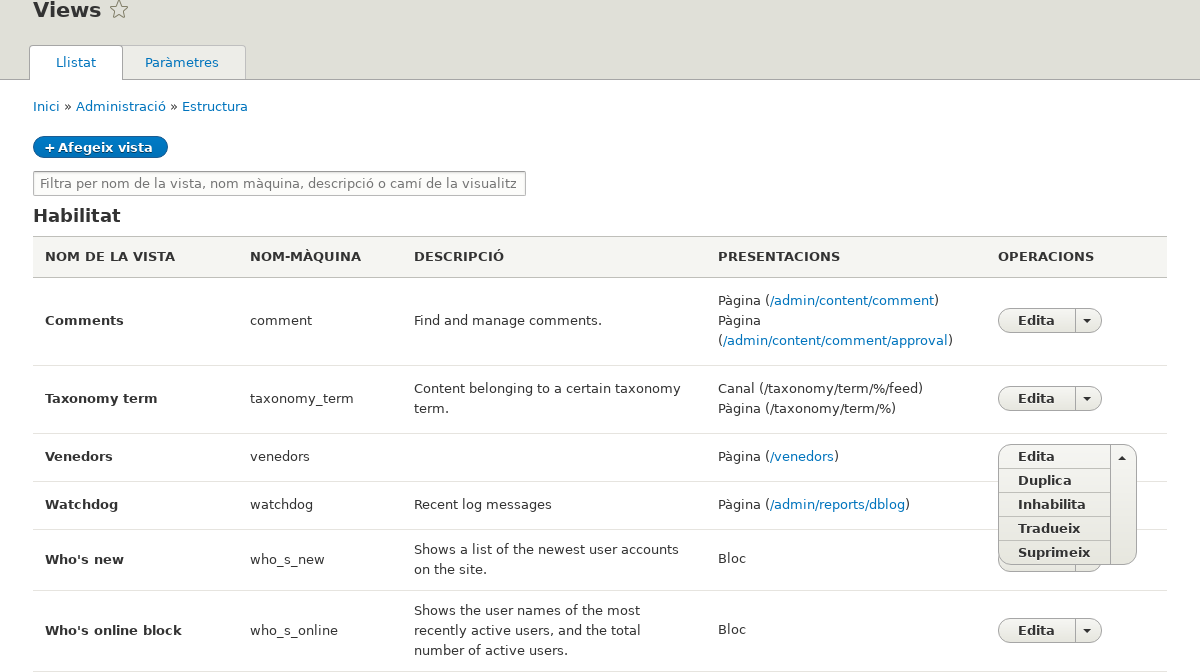 Views
Llistat Paràmetres
Inici » Administració » Estructura
+ Afegeix vista
Filtra per nom de la vista, nom màquina, descripció o camí de la visualitz
Habilitat
NOM DE LA VISTA NOM-MÀQUINA DESCRIPCIÓ PRESENTACIONS OPERACIONS
Comments comment Find and manage comments. Pàgina (/admin/content/comment)
Pàgina
(/admin/content/comment/approval) Edita
Taxonomy term taxonomy_term Content belonging to a certain taxonomy
term. Canal (/taxonomy/term/%/feed)
Pàgina (/taxonomy/term/%) Edita
Venedors venedors Pàgina (/venedors) Edita
Duplica
Inhabilita
Tradueix
Suprimeix
Watchdog watchdog Recent log messages Pàgina (/admin/reports/dblog)
Who's new who_s_new Shows a list of the newest user accounts
on the site. Bloc
Who's online block who_s_online Shows the user names of the most
recently active users, and the total
number of active users. Bloc Edita